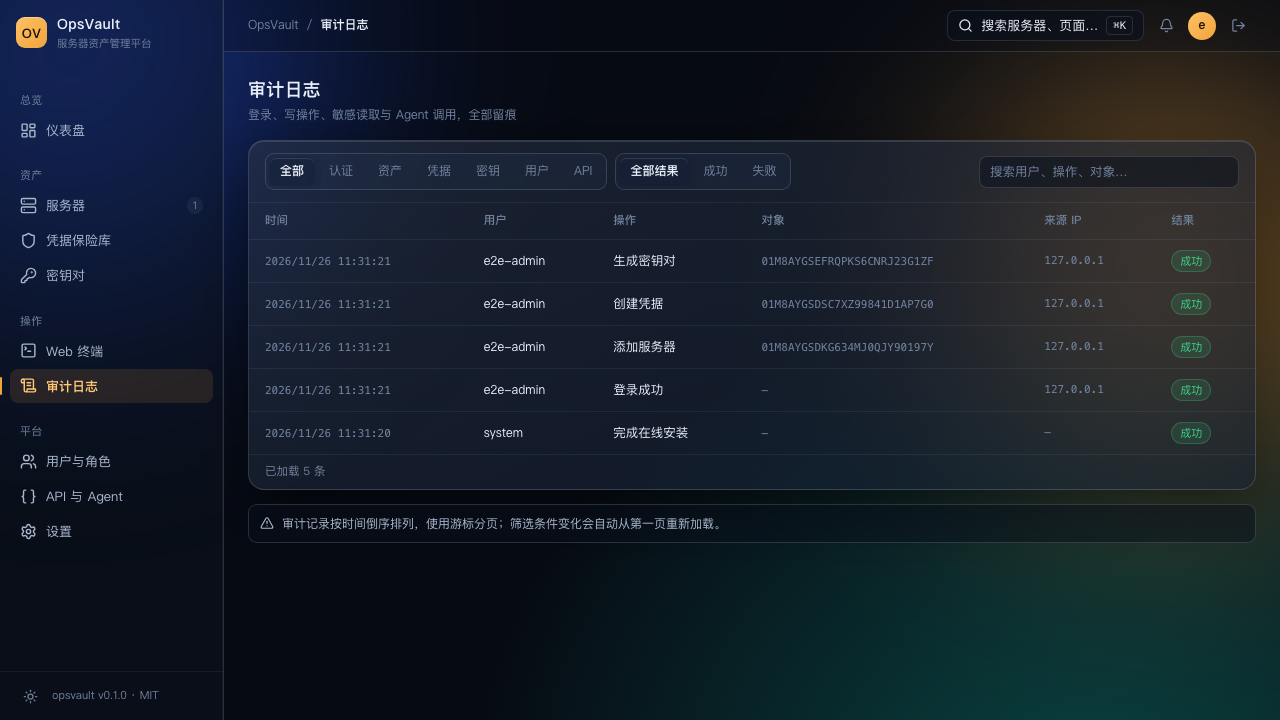 OV
OpsVault
服务器资产管理平台
总览
仪表盘
资产
服务器 1
凭据保险库
密钥对
操作
Web 终端
审计日志
平台
用户与角色
API 与 Agent
设置
opsvault v0.1.0 · MIT
OpsVault / 审计日志
搜索服务器、页面… ⌘K
e
审计日志
登录、写操作、敏感读取与 Agent 调用，全部留痕
全部 认证 资产 凭据 密钥 用户 API
全部结果 成功 失败
搜索用户、操作、对象…
时间 用户 操作 对象 来源 IP 结果
2026/11/26 11:31:21 e2e-admin 生成密钥对 01M8AYGSEFRQPKS6CNRJ23G1ZF 127.0.0.1 成功
2026/11/26 11:31:21 e2e-admin 创建凭据 01M8AYGSDSC7XZ99841D1AP7G0 127.0.0.1 成功
2026/11/26 11:31:21 e2e-admin 添加服务器 01M8AYGSDKG634MJ0QJY90197Y 127.0.0.1 成功
2026/11/26 11:31:21 e2e-admin 登录成功 — 127.0.0.1 成功
2026/11/26 11:31:20 system 完成在线安装 — — 成功
已加载 5 条
审计记录按时间倒序排列，使用游标分页；筛选条件变化会自动从第一页重新加载。